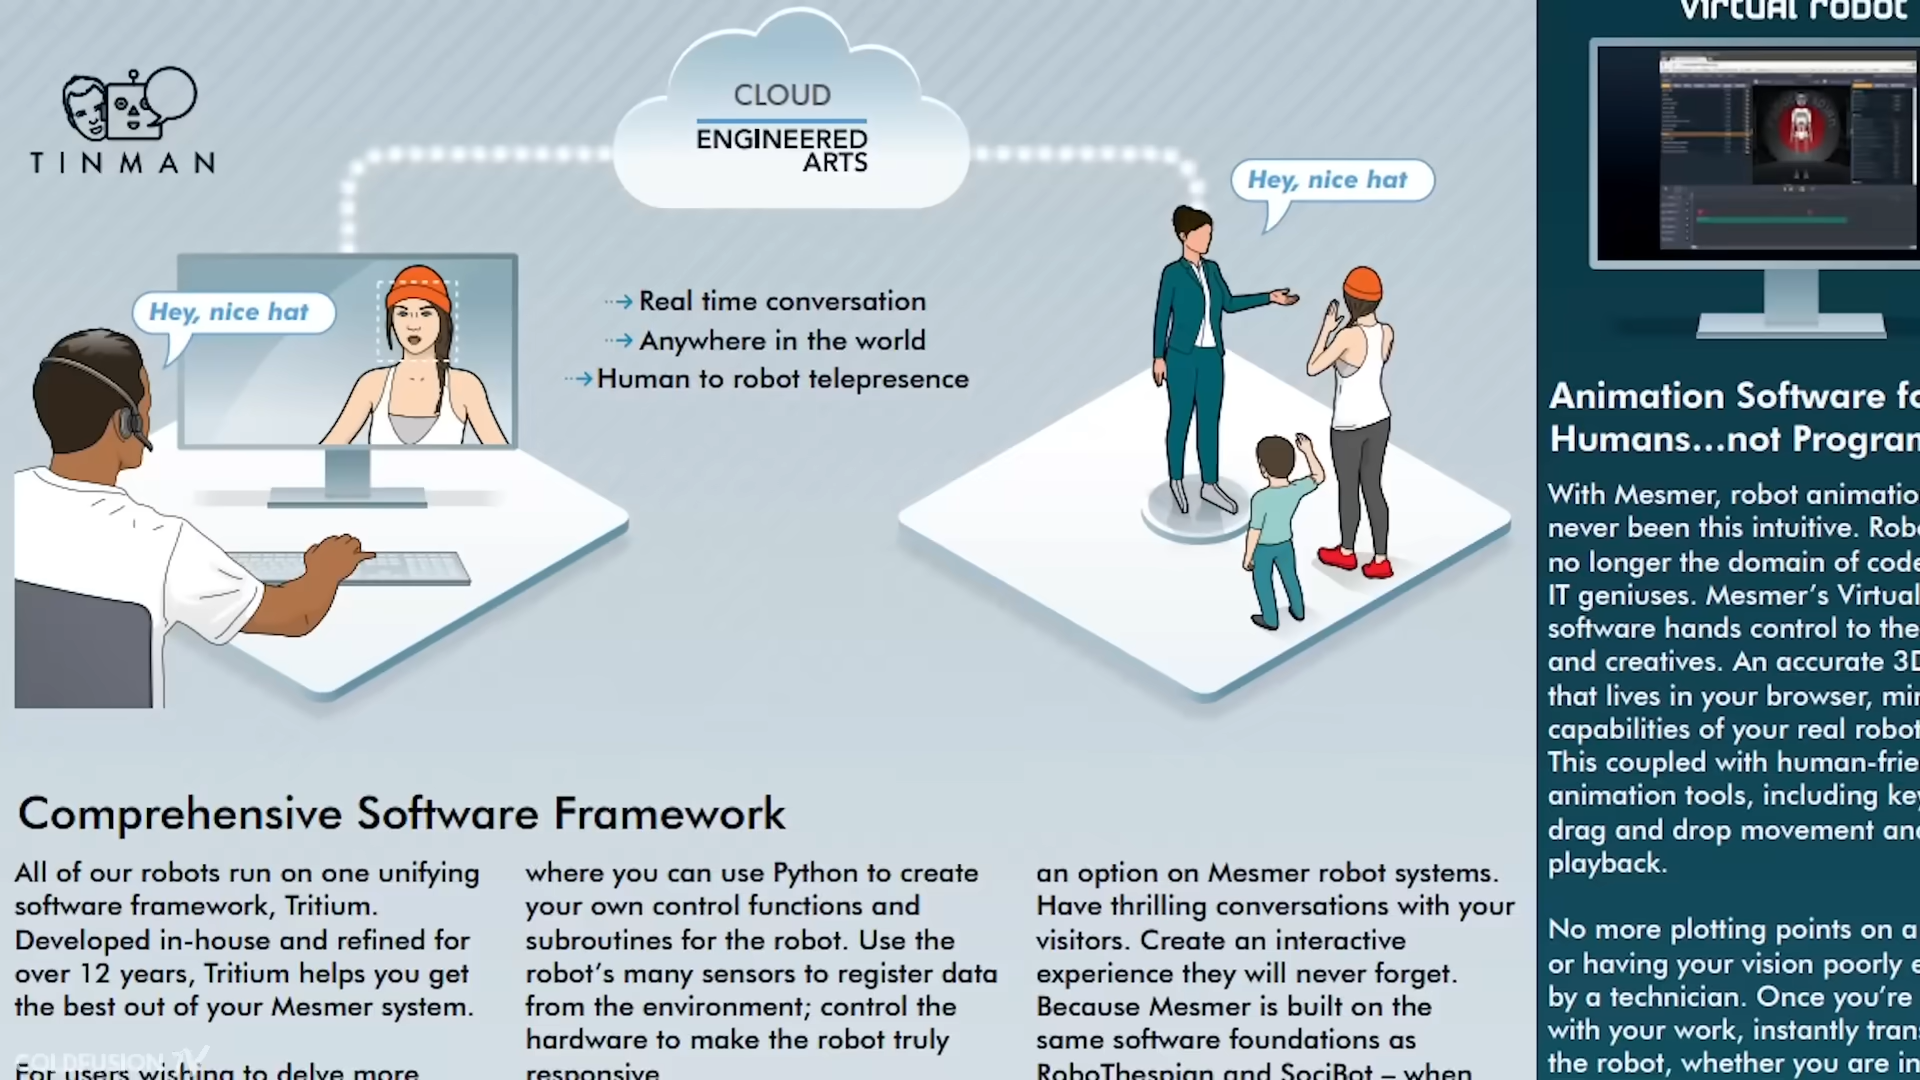 TINMAN
CLOUD
ENGINEERED
ARTS
Hey, nice hat
Hey, nice hat
Real time conversation
Anywhere in the world
Human to robot telepresence
Comprehensive Software Framework
All of our robots run on one unifying
software framework, Tritium.
Developed in-house and refined for
over 12 years, Tritium helps you get
the best out of your Mesmer system.
For users wishing to delve more
where you can use Python to create
your own control functions and
subroutines for the robot. Use the
robot's many sensors to register data
from the environment; control the
hardware to make the robot truly
responsive
an option on Mesmer robot systems.
Have thrilling conversations with your
visitors. Create an interactive
experience they will never forget.
Because Mesmer is built on the
same software foundations as
RoboThespian and SociBot – when
virtual robot
Animation Software
Humans...not
With Mesmer, robot
never been this intuitive.
no longer the domain of
IT geniuses. Mesmer's Virtual
software hands control to the
and creatives. An accurate 3D
that lives in your browser,
capabilities of your real robot
This coupled with
animation tools, including
drag and drop movement
playback.
No more plotting points on a
or having your vision poorly
by a technician. Once you're
with your work, instantly
the robot, whether you are in
COLDFUSION